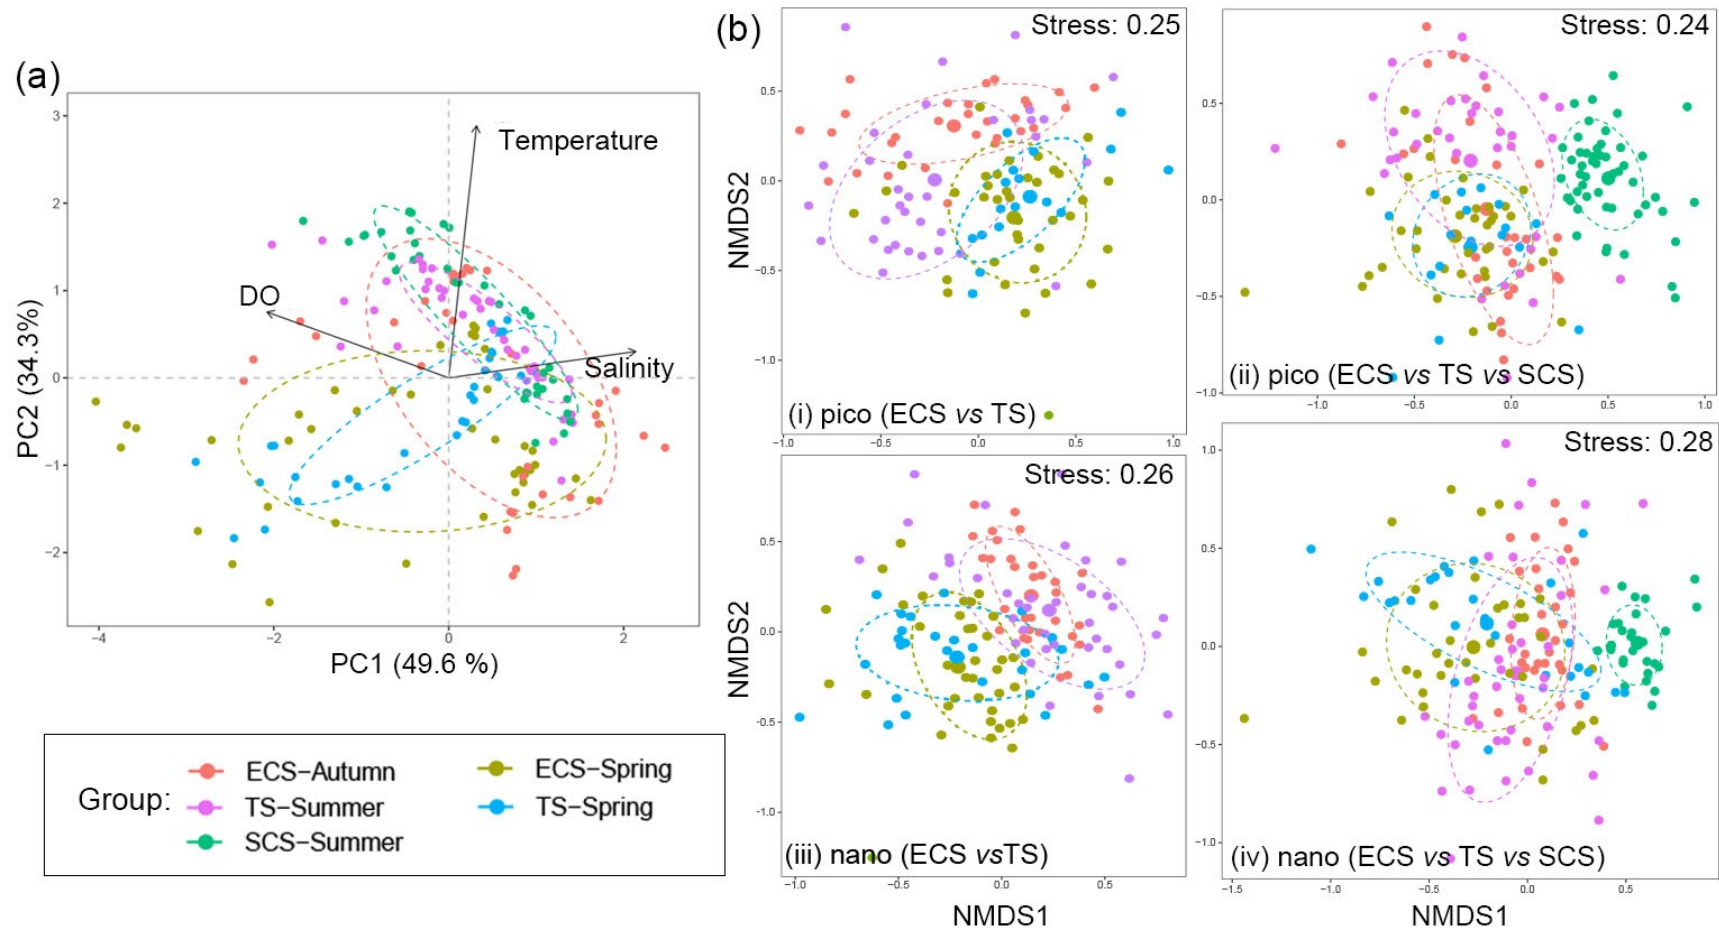 (a)
3
2
1
0
−1
−2
−4
−2
0
2
PC2 (34.3%)
PC1 (49.6 %)
Temperature
DO
Salinity
Group:
ECS−Autumn
TS−Summer
SCS−Summer
ECS−Spring
TS−Spring
(b)
Stress: 0.25
0.5
0.0
−0.5
−1.0
−1.0
−0.5
0.0
0.5
1.0
NMDS2
(i) pico (ECS vs TS)
Stress: 0.24
0.5
0.0
−0.5
−1.0
−1.0
−0.5
0.0
0.5
1.0
(ii) pico (ECS vs TS vs SCS)
Stress: 0.26
0.5
0.0
−0.5
−1.0
−1.0
−0.5
0.0
0.5
NMDS2
(iii) nano (ECS vsTS)
NMDS1
Stress: 0.28
1.0
0.5
0.0
−0.5
−1.0
−1.5
−1.0
−0.5
0.0
0.5
(iv) nano (ECS vs TS vs SCS)
NMDS1